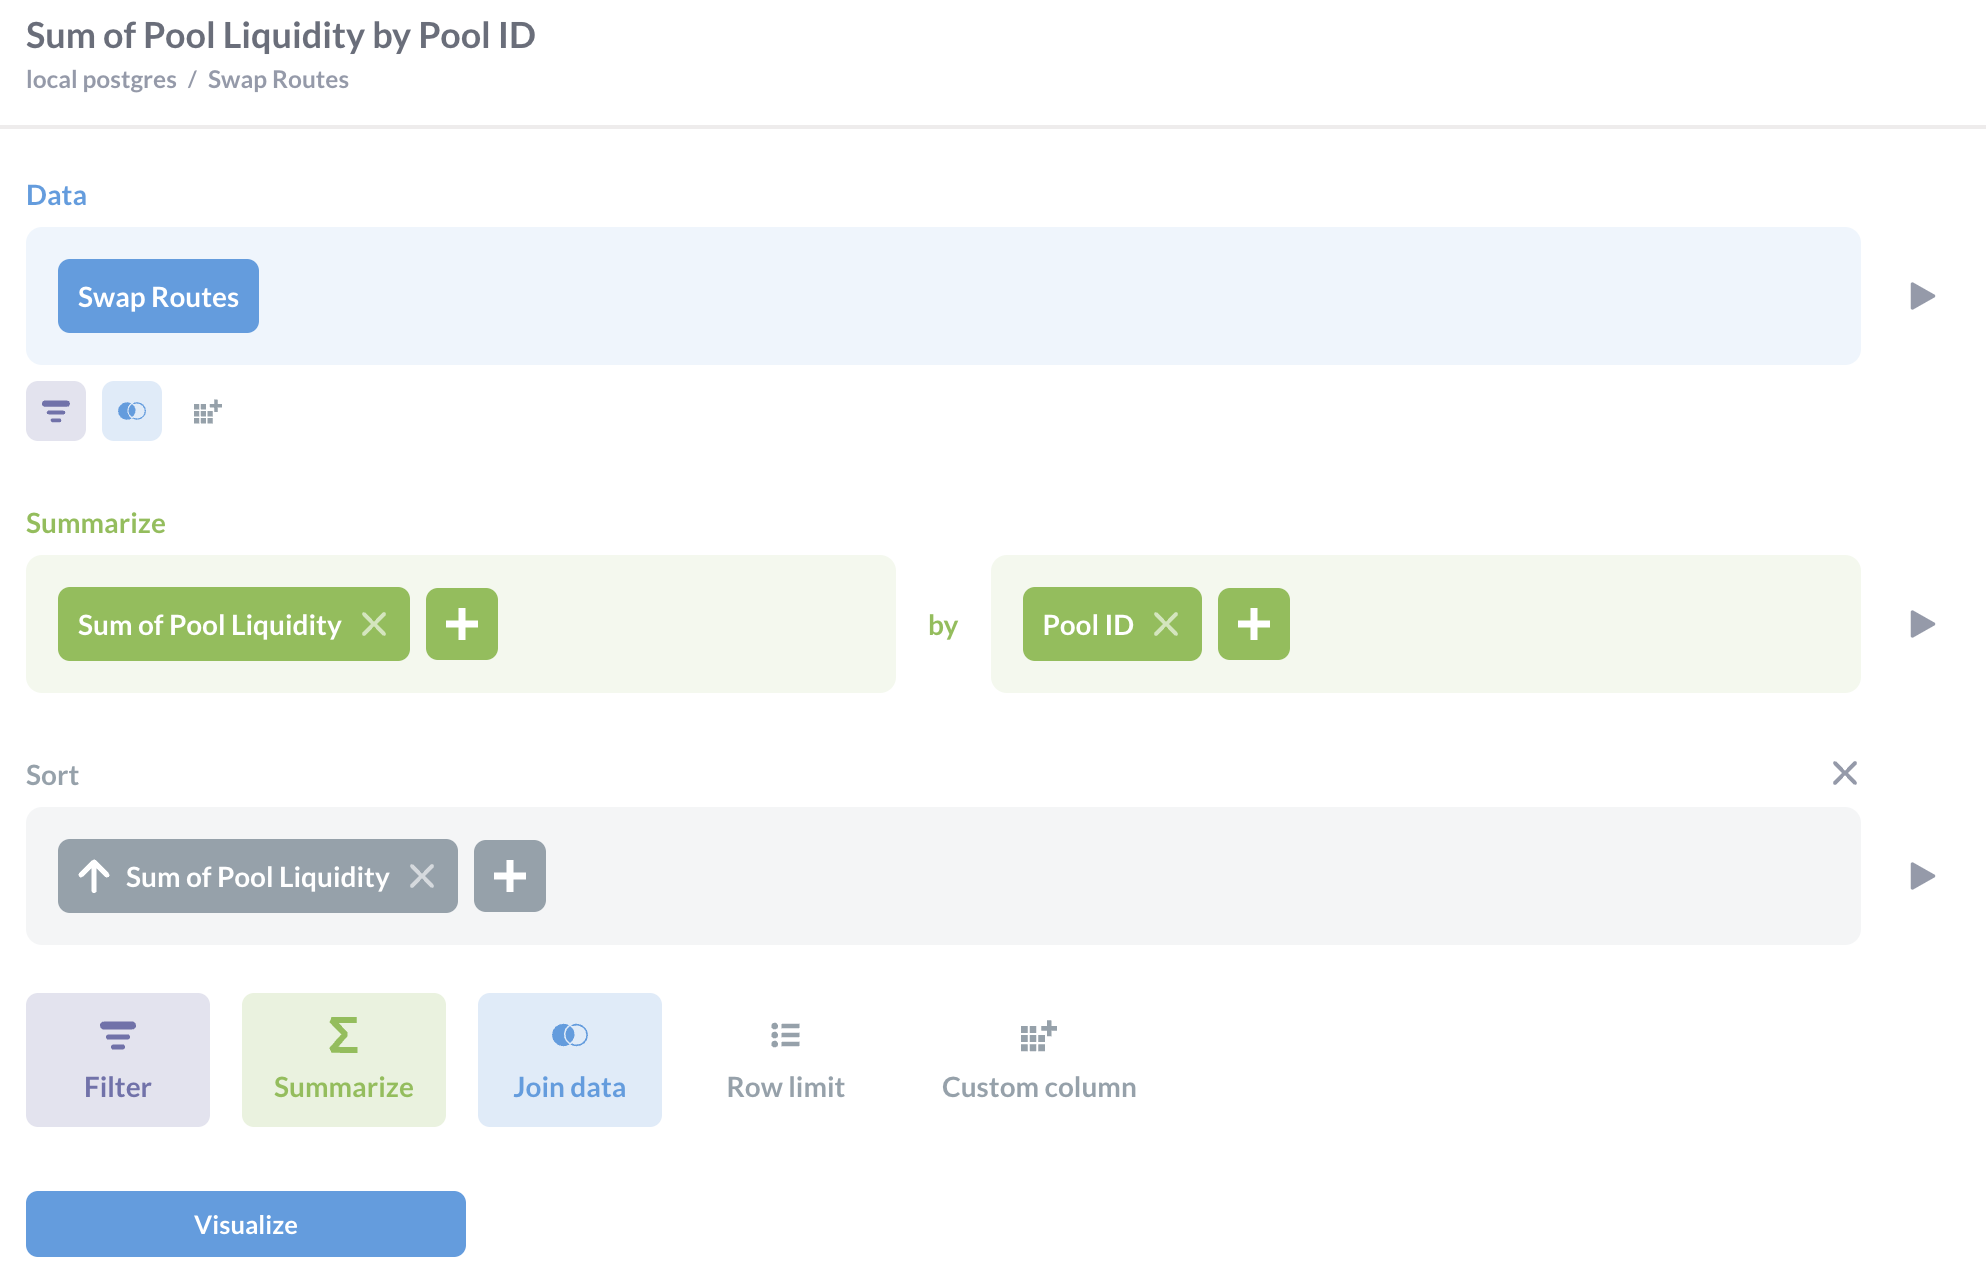 Sum of Pool Liquidity by Pool ID
local postgres / Swap Routes
Data
Swap Routes
Summarize
Sum of Pool Liquidity
by
Pool ID
Sort
Sum of Pool Liquidity
Filter
Summarize
Join data
Row limit
Custom column
Visualize